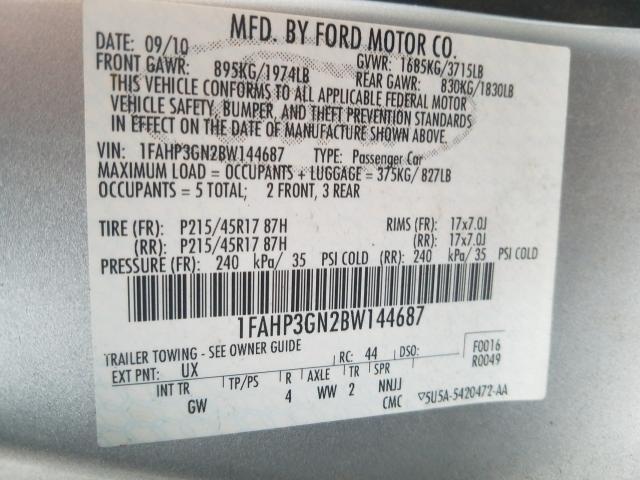 MFD. BY FORD MOTOR CO.
DATE: 09/10 GVWR: 1685KG/3715LB
FRONT GAWR: 895KG/1974LB REAR GAWR: 830KG/1830LB
THIS VEHICLE CONFORMS TO ALL APPLICABLE FEDERAL MOTOR
VEHICLE SAFETY, BUMPER, AND THEFT PREVENTION STANDARDS
IN EFFECT ON THE DATE OF MANUFACTURE SHOWN ABOVE.
VIN: 1FAHP3GN2BW144687 TYPE: Passenger Car
MAXIMUM LOAD = OCCUPANTS + LUGGAGE = 375KG/ 827LB
OCCUPANTS = 5 TOTAL; 2 FRONT, 3 REAR
TIRE (FR): P215/45R17 87H RIMS (FR): 17x7.0J
(RR): P215/45R17 87H (RR): 17x7.0J
PRESSURE (FR): 240 kPa/ 35 PSI COLD (RR): 240 kPa/ 35 PSI COLD
1FAHP3GN2BW144687
TRAILER TOWING - SEE OWNER GUIDE F0016
EXT PNT: UX RC: 44 DSO: R0049
INT TR TP/PS R AXLE TR SPR
GW 4 WW 2 NNJJ
CMC ▽5U5A-5420472-AA